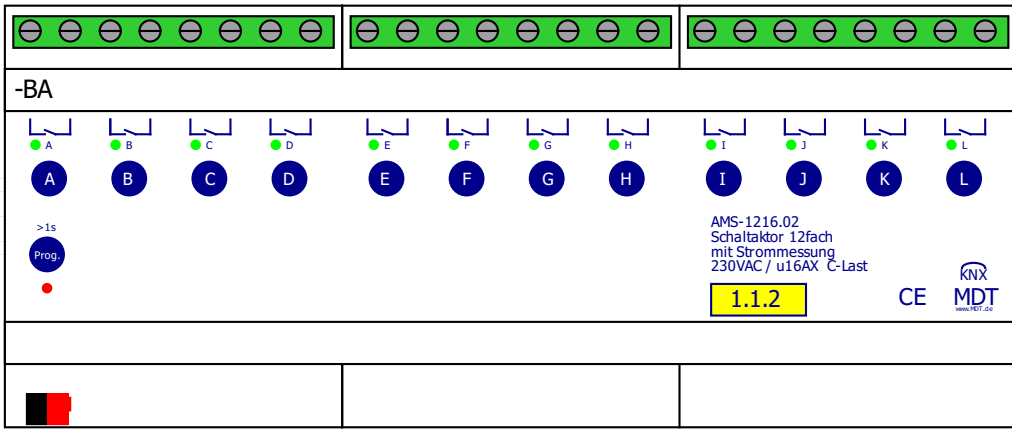 -BA
A B C D E F G H I J K L
A B C D E F G H I J K L
>1s
Prog.
AMS-1216.02
Schaltaktor 12fach
mit Strommessung
230VAC / u16AX C-Last
1.1.2
CE
KNX
MDT
www.MDT.de